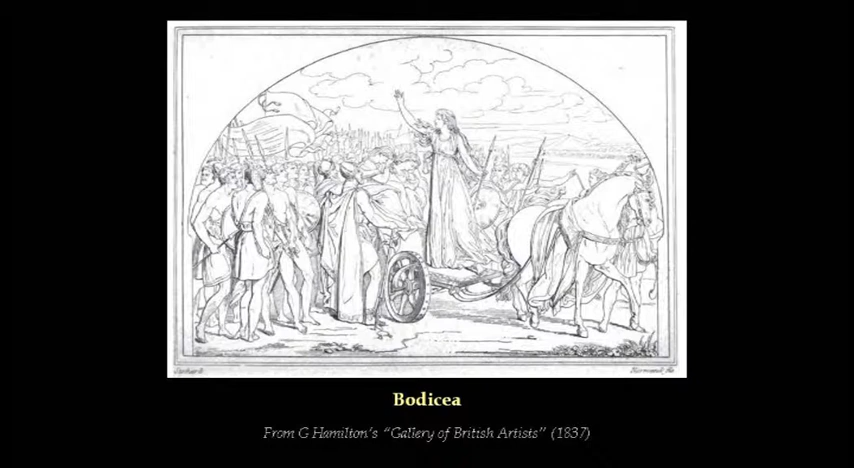 Bodicea
From G Hamilton's "Gallery of British Artists" (1837)